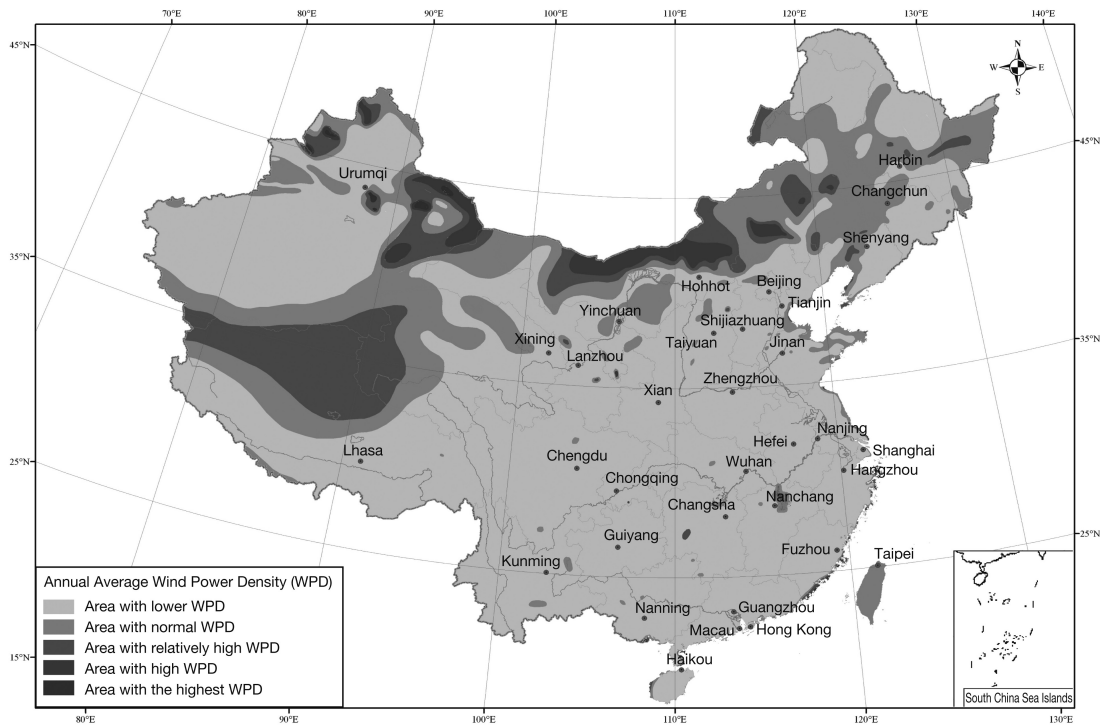 70°E 80°E 90°E 100°E 110°E 120°E 130°E 140°E
45°N
N
W E
S
45°N
Harbin
Urumqi
Changchun
Shenyang
35°N
Hohhot
Beijing
Tianjin
Yinchuan
Shijiazhuang
Xining
Taiyuan
Jinan
35°N
Lanzhou
Zhengzhou
Xian
Nanjing
Hefei
Lhasa
Shanghai
Chengdu
25°N
Wuhan
Hangzhou
Chongqing
Nanchang
Changsha
Guiyang
25°N
Fuzhou
Taipei
Kunming
Annual Average Wind Power Density (WPD)
Area with lower WPD
Area with normal WPD
Area with relatively high WPD
Area with high WPD
Area with the highest WPD
Nanning
Guangzhou
Macau
Hong Kong
15°N
Haikou
15°N
South China Sea Islands
80°E 90°E 100°E 110°E 120°E 130°E